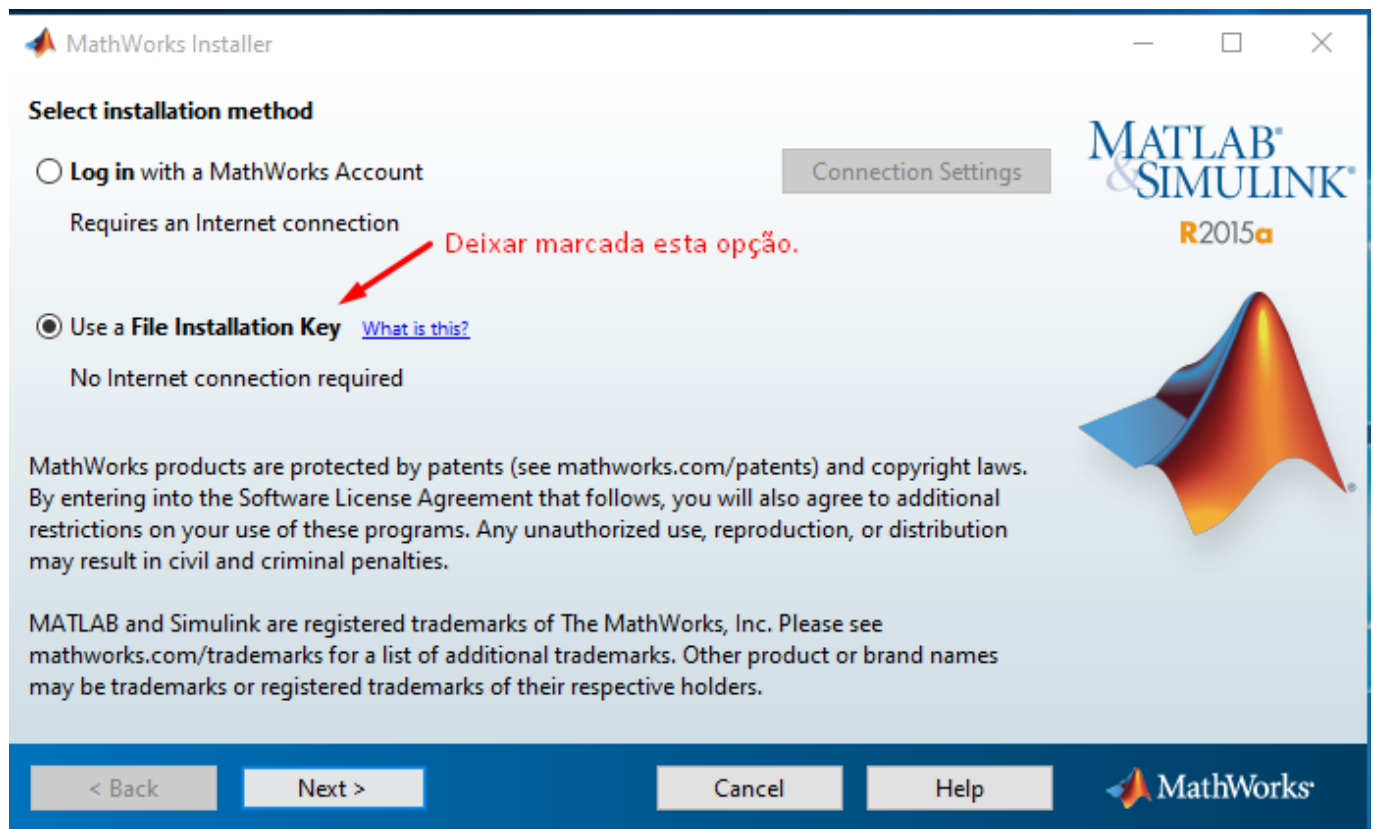 MathWorks Installer
Select installation method
Log in with a MathWorks Account
Connection Settings
Requires an Internet connection
Deixar marcada esta opção.
Use a File Installation Key What is this?
No Internet connection required
MathWorks products are protected by patents (see mathworks.com/patents) and copyright laws.
By entering into the Software License Agreement that follows, you will also agree to additional
restrictions on your use of these programs. Any unauthorized use, reproduction, or distribution
may result in civil and criminal penalties.
MATLAB and Simulink are registered trademarks of The MathWorks, Inc. Please see
mathworks.com/trademarks for a list of additional trademarks. Other product or brand names
may be trademarks or registered trademarks of their respective holders.
MATLAB®
&SIMULINK®
R2015a
®
< Back
Next >
Cancel
Help
MathWorks®